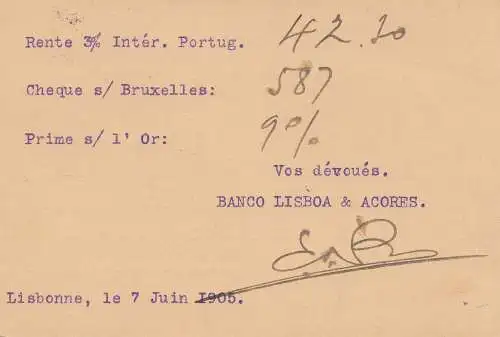 Rente 3% Intér. Portug. 42.30
Cheque s/ Bruxelles: 587
Prime s/ l' Or: 9%
Vos dévoués.
BANCO LISBOA & ACORES.
Lisbonne, le 7 Juin 1905.